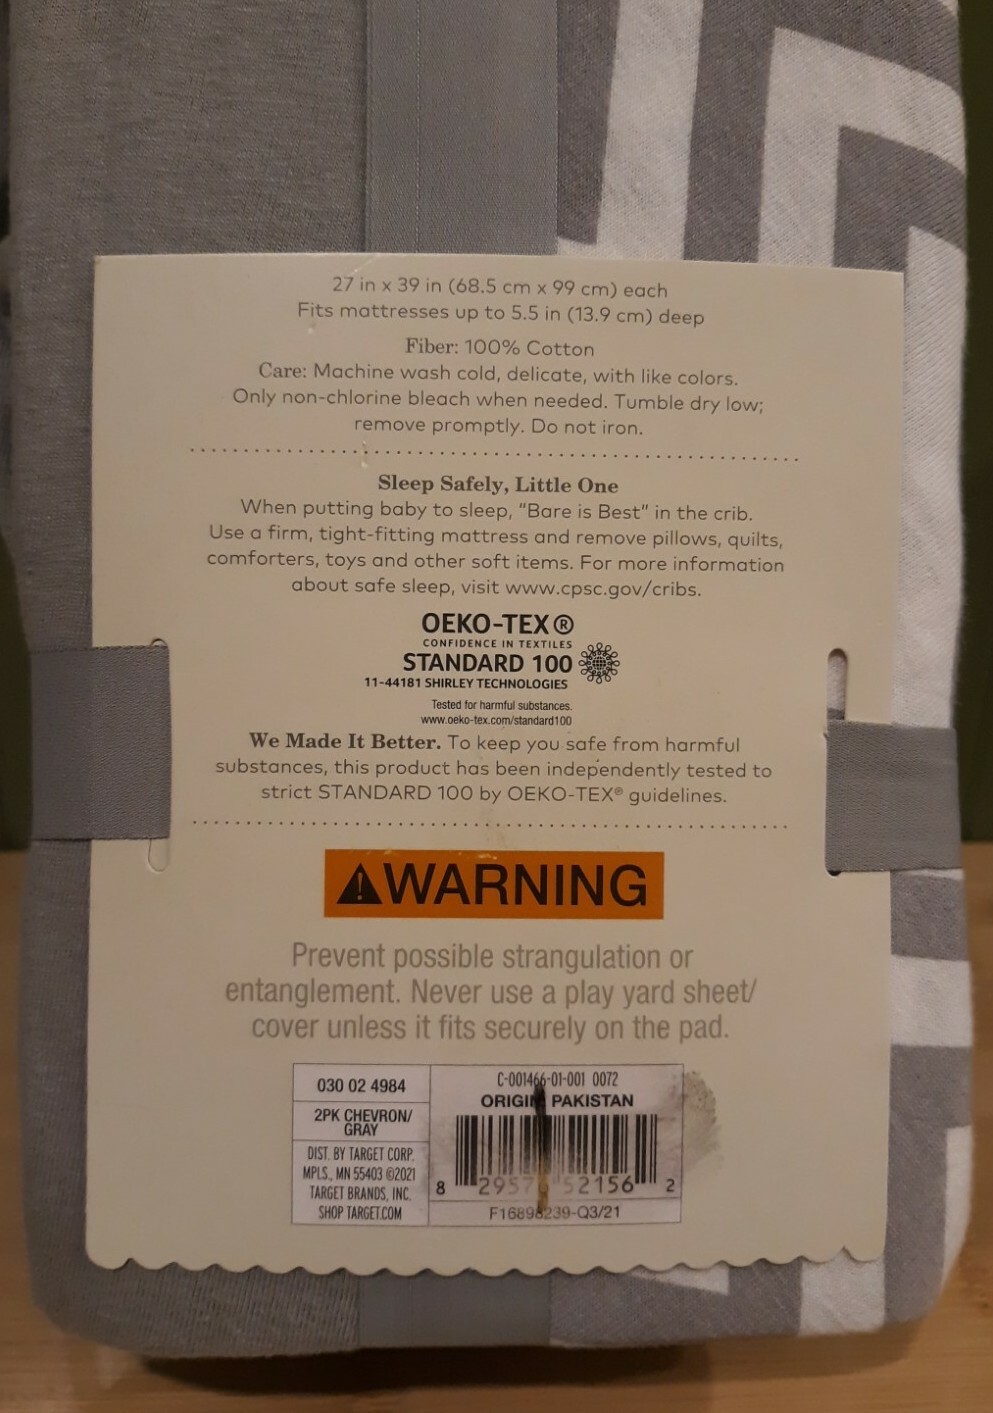 27 in x 39 in (68.5 cm x 99 cm) each
Fits mattresses up to 5.5 in (13.9 cm) deep
Fiber: 100% Cotton
Care: Machine wash cold, delicate, with like colors.
Only non-chlorine bleach when needed. Tumble dry low;
remove promptly. Do not iron.
Sleep Safely, Little One
When putting baby to sleep, “Bare is Best” in the crib.
Use a firm, tight-fitting mattress and remove pillows, quilts,
comforters, toys and other soft items. For more information
about safe sleep, visit www.cpsc.gov/cribs.
OEKO-TEX®
CONFIDENCE IN TEXTILES
STANDARD 100
11-44181 SHIRLEY TECHNOLOGIES
Tested for harmful substances.
www.oeko-tex.com/standard100
We Made It Better. To keep you safe from harmful
substances, this product has been independently tested to
strict STANDARD 100 by OEKO-TEX® guidelines.
WARNING
Prevent possible strangulation or
entanglement. Never use a play yard sheet/
cover unless it fits securely on the pad.
030 02 4984
2PK CHEVRON/
GRAY
DIST. BY TARGET CORP.
MPLS., MN 55403 ©2021
TARGET BRANDS, INC.
SHOP TARGET.COM
C-001466-01-001 0072
ORIGIN PAKISTAN
8 52156 2